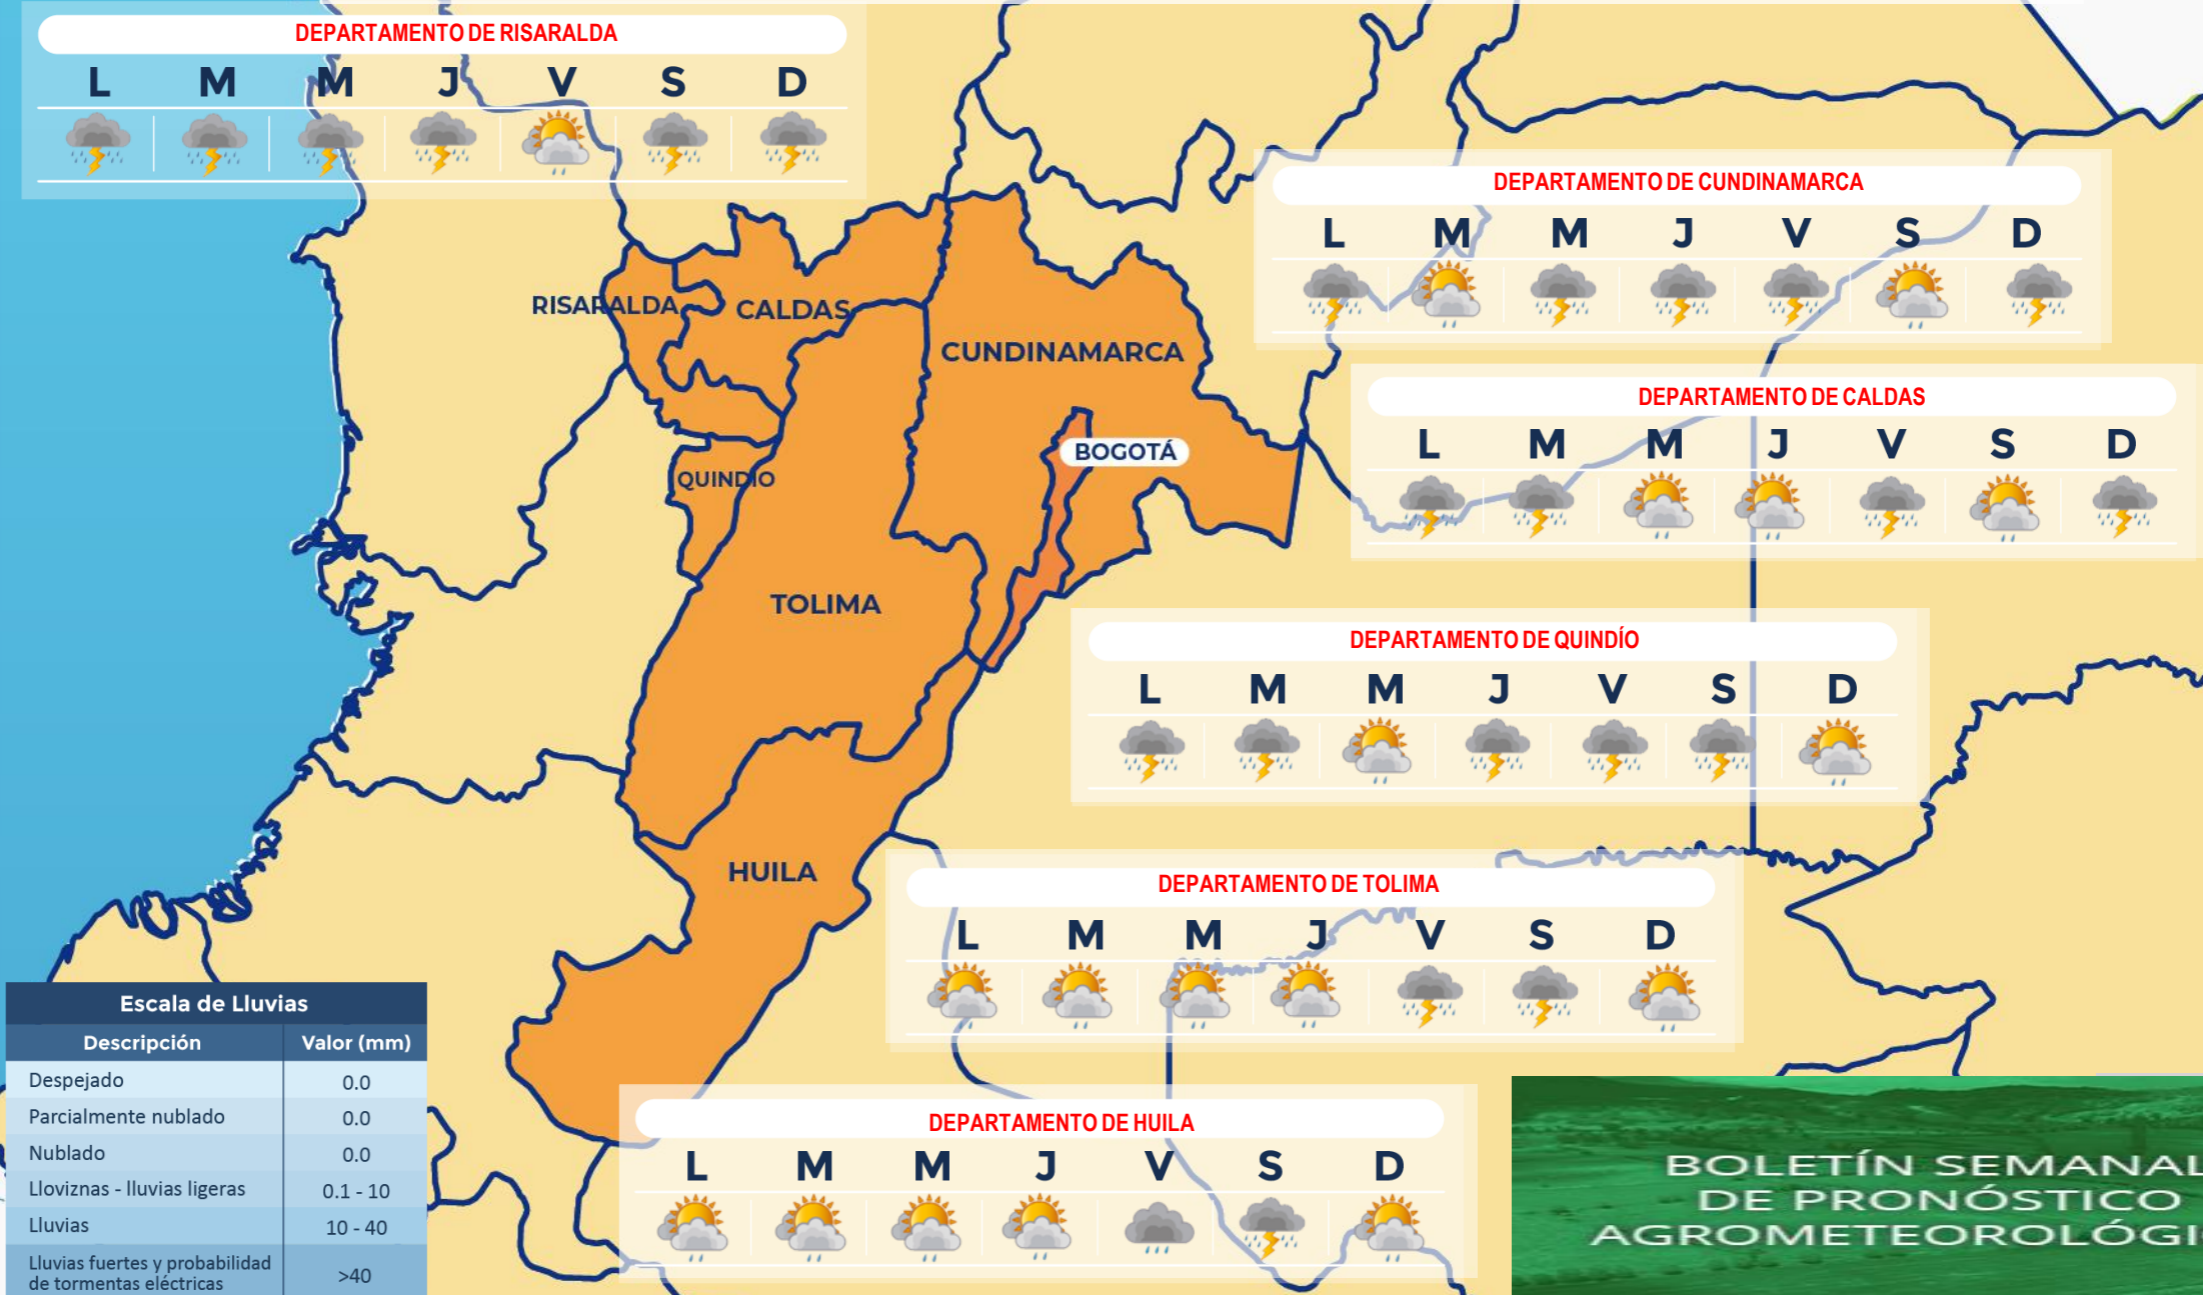 DEPARTAMENTO DE RISARALDA
L M M J V S D
DEPARTAMENTO DE CUNDINAMARCA
L M M J V S D
RISARALDA
CALDAS
CUNDINAMARCA
DEPARTAMENTO DE CALDAS
L M M J V S D
BOGOTÁ
QUINDIO
TOLIMA
DEPARTAMENTO DE QUINDÍO
L M M J V S D
HUILA
DEPARTAMENTO DE TOLIMA
L M M J V S D
Escala de Lluvias
Descripción Valor (mm)
Despejado 0.0
Parcialmente nublado 0.0
Nublado 0.0
Lloviznas - lluvias ligeras 0.1 - 10
Lluvias 10 - 40
Lluvias fuertes y probabilidad
de tormentas eléctricas >40
DEPARTAMENTO DE HUILA
L M M J V S D
BOLETÍN SEMANAL
DE PRONÓSTICO
AGROMETEOROLÓGI